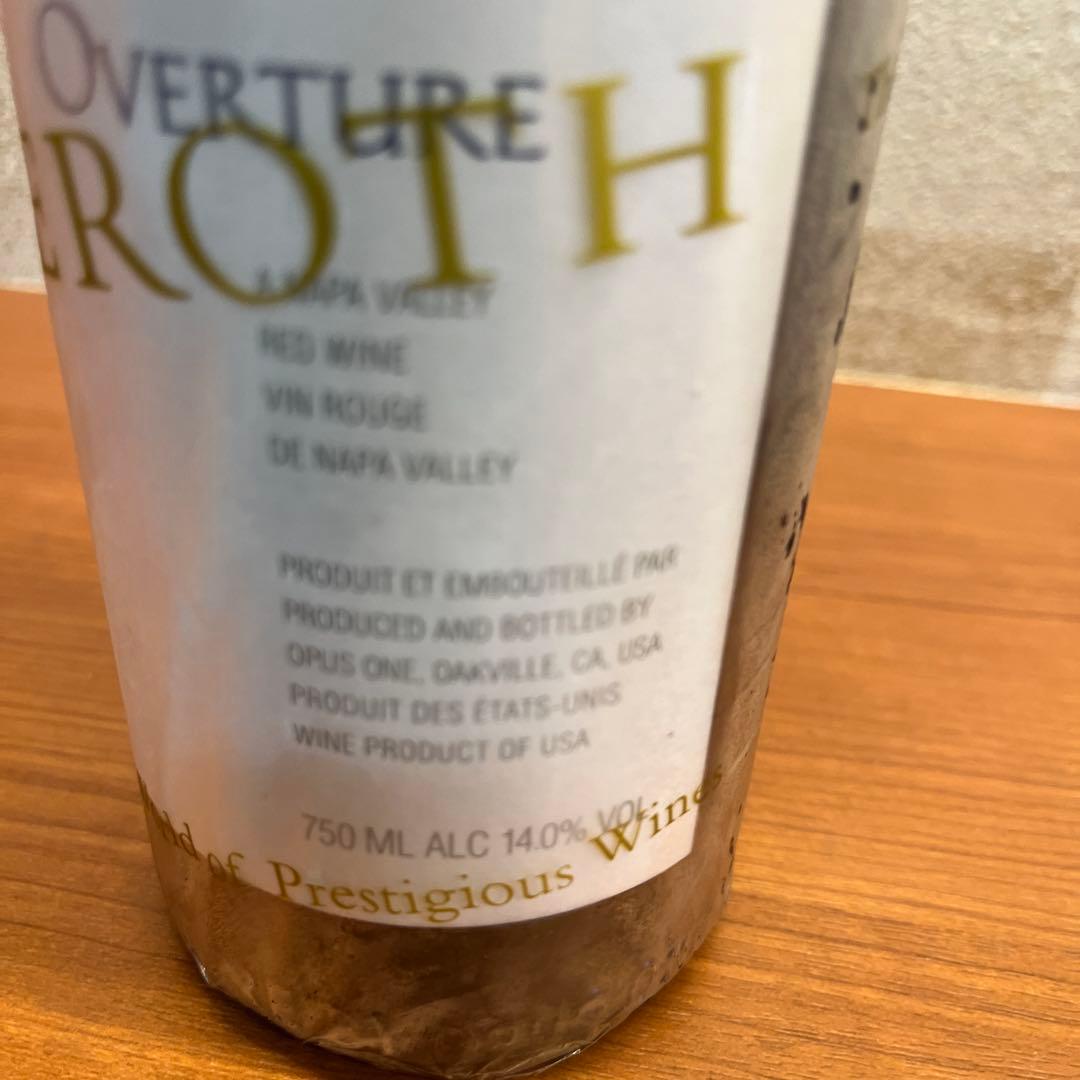 OVERTURE
EROTH
A NAPA VALLEY
RED WINE
VIN ROUGE
DE NAPA VALLEY
PRODUIT ET EMBOUTEILLÉ PAR
PRODUCED AND BOTTLED BY
OPUS ONE, OAKVILLE, CA, USA
PRODUIT DES ÉTATS-UNIS
WINE PRODUCT OF USA
750 ML ALC 14.0% VOL
of Prestigious Wines